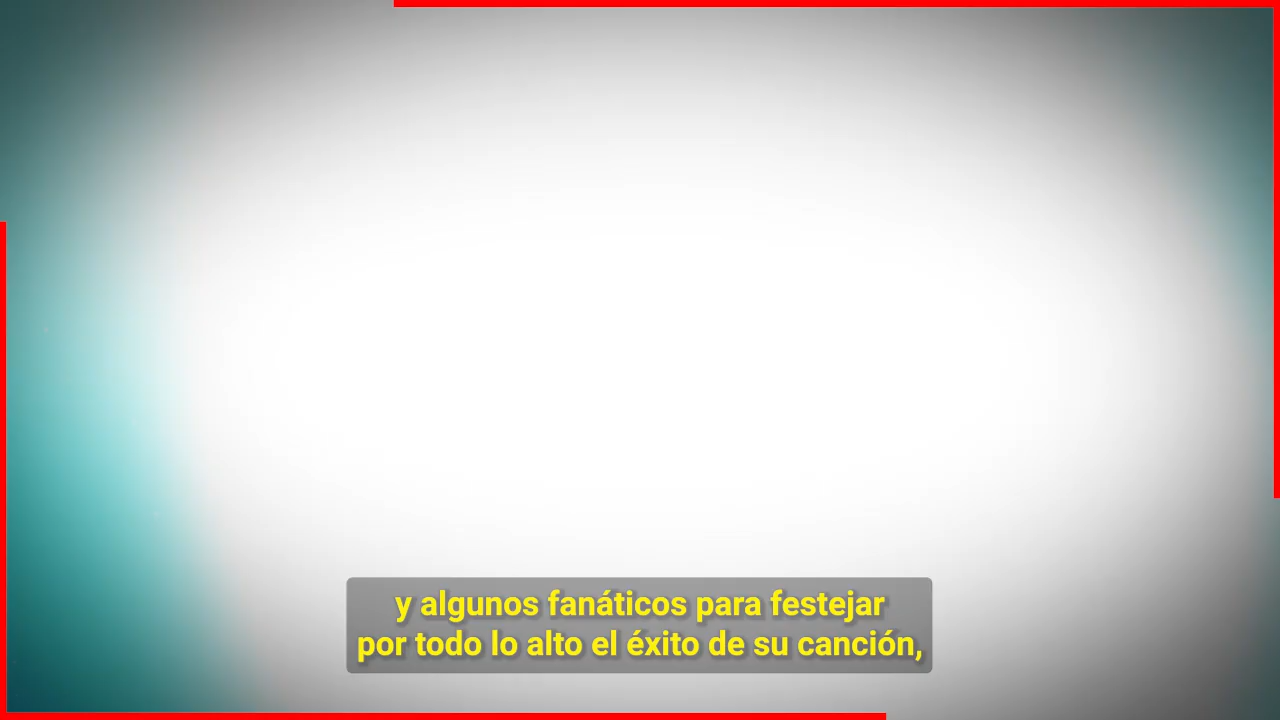 y algunos fanáticos para festejar
por todo lo alto el éxito de su canción,